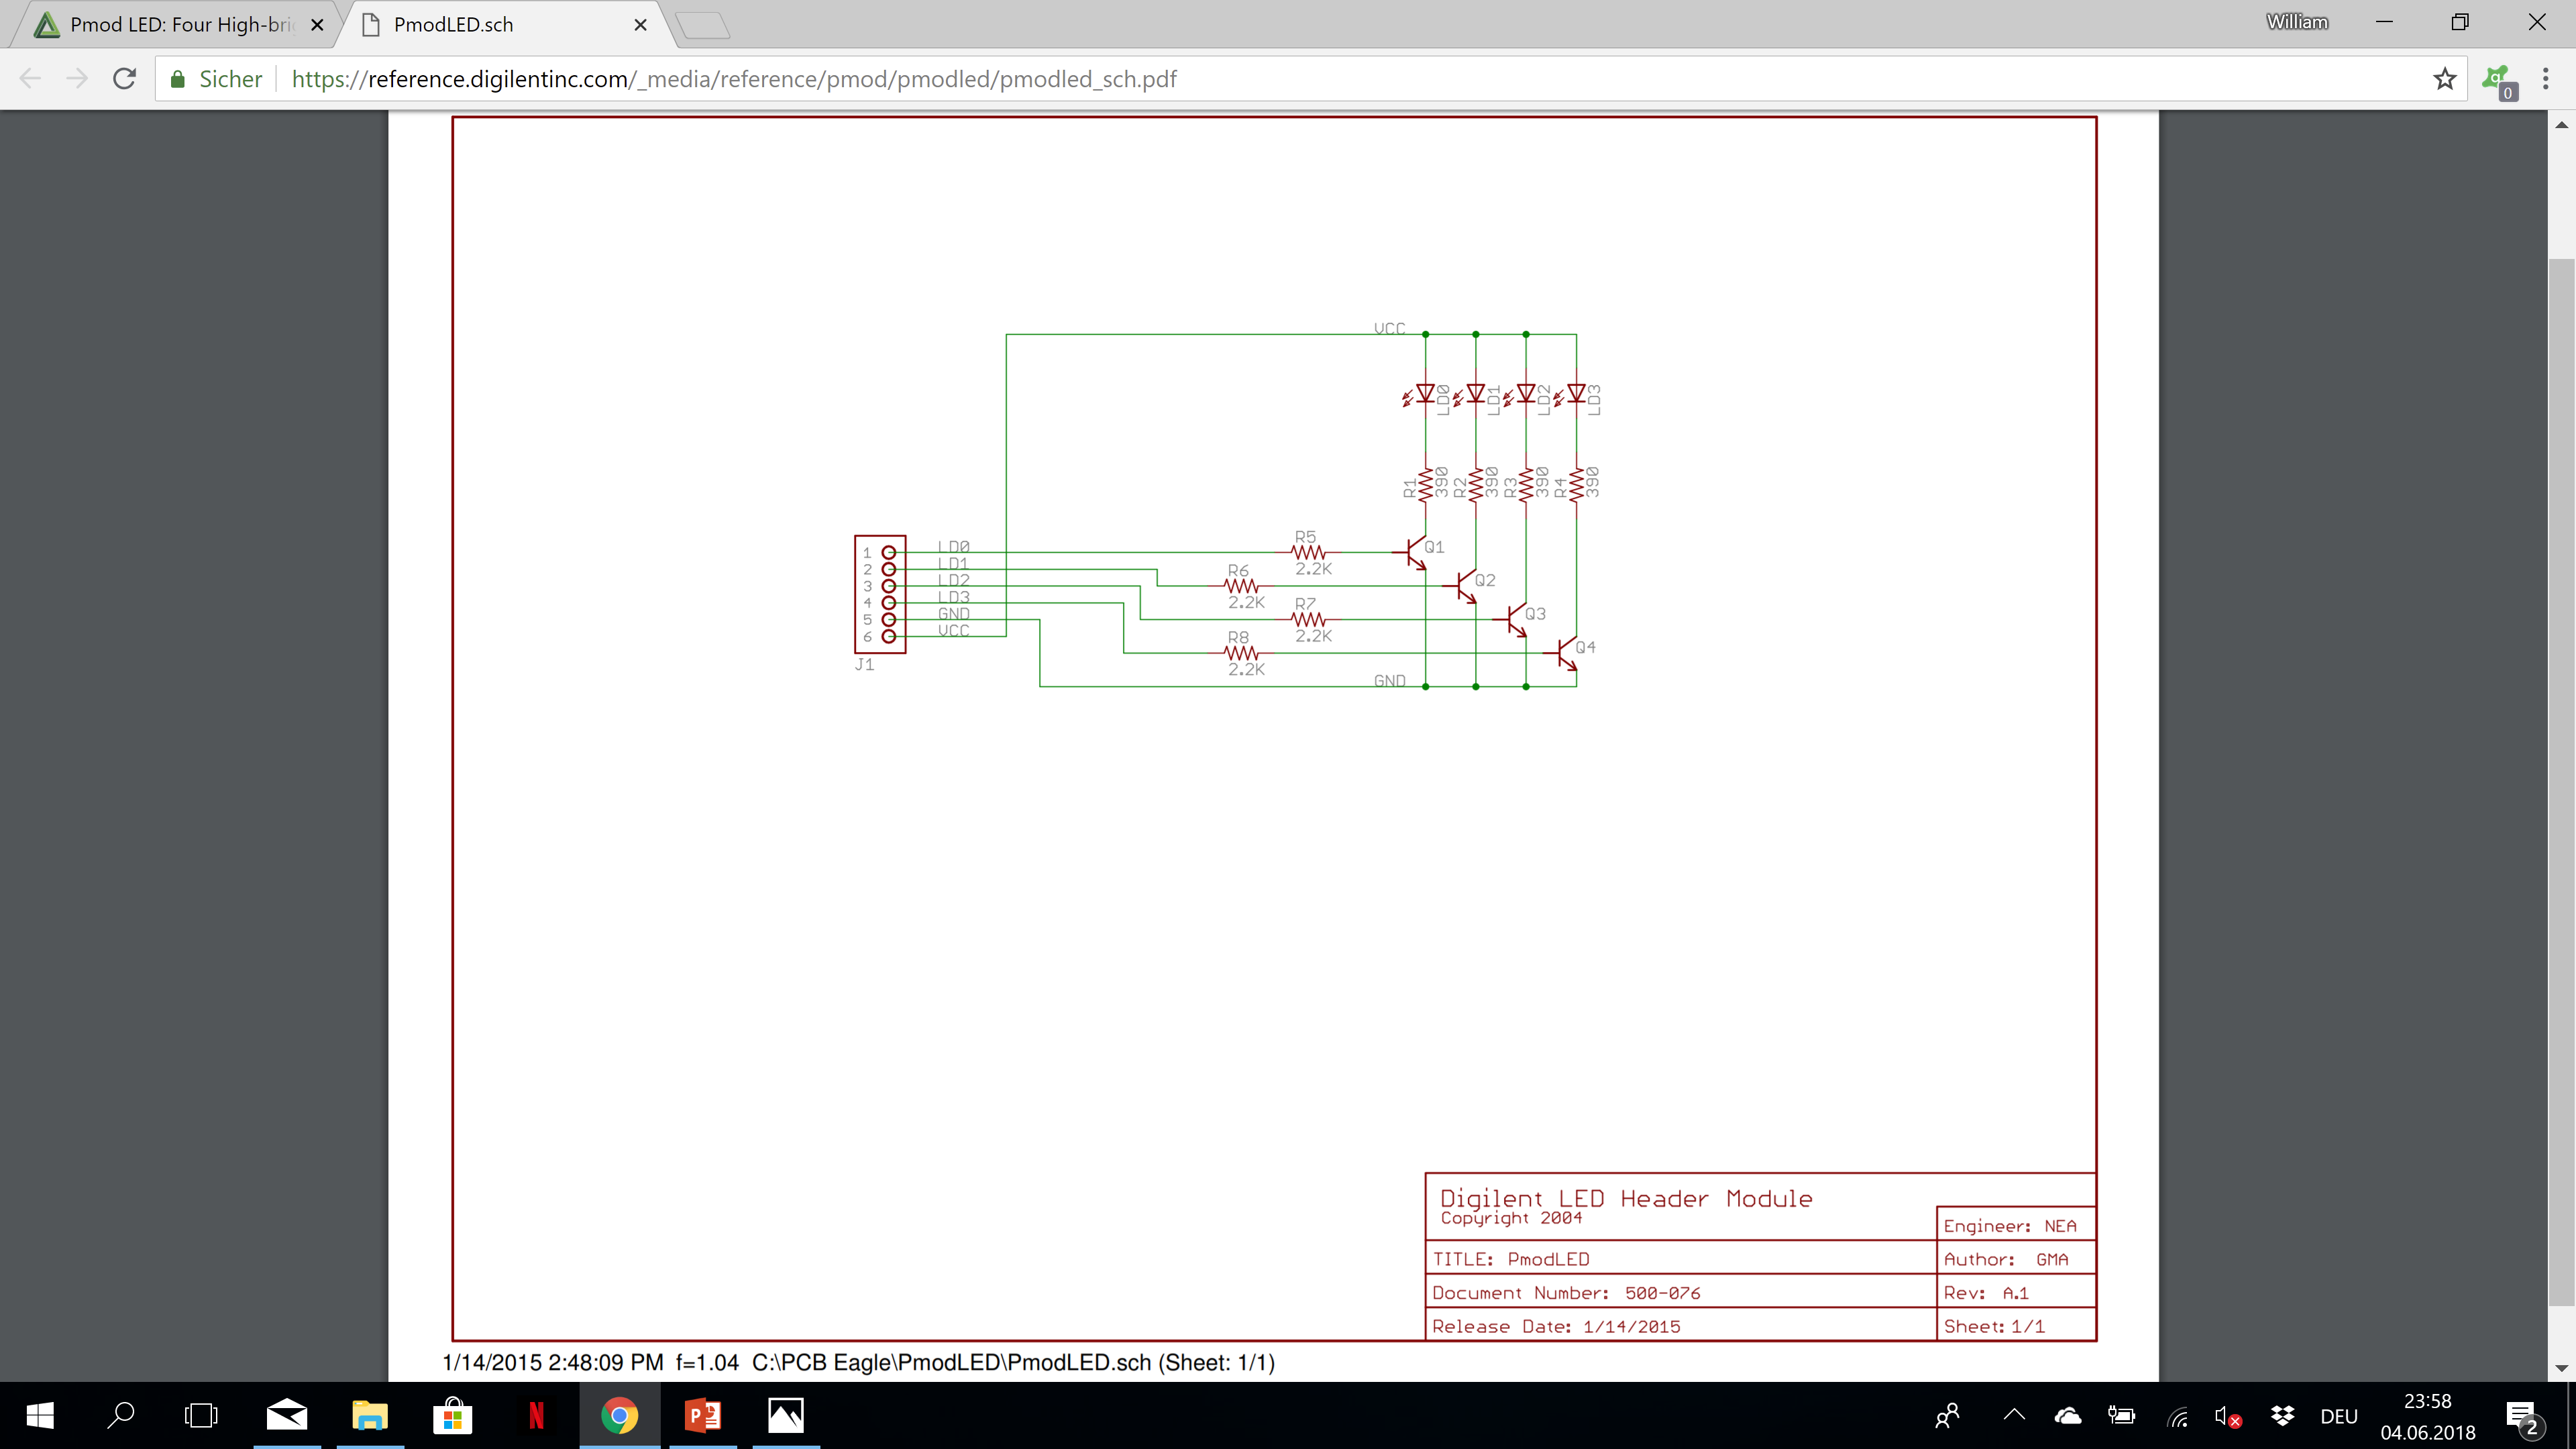 Pmod LED: Four High-bri
PmodLED.sch
William
Sicher
https://reference.digilentinc.com/_media/reference/pmod/pmodled/pmodled_sch.pdf
0
VCC
LD0
LD1
LD2
LD3
R1
390
R2
390
R3
390
R4
390
1
2
3
4
5
6
J1
LD0
LD1
LD2
LD3
GND
VCC
R5
2.2K
R6
2.2K
R7
2.2K
R8
2.2K
Q1
Q2
Q3
Q4
GND
Digilent LED Header Module
Copyright 2004
Engineer: NEA
TITLE: PmodLED
Author: GMA
Document Number: 500-076
Rev: A.1
Release Date: 1/14/2015
Sheet: 1/1
1/14/2015 2:48:09 PM f=1.04 C:\PCB Eagle\PmodLED\PmodLED.sch (Sheet: 1/1)
N
P
DEU
23:58
04.06.2018
2